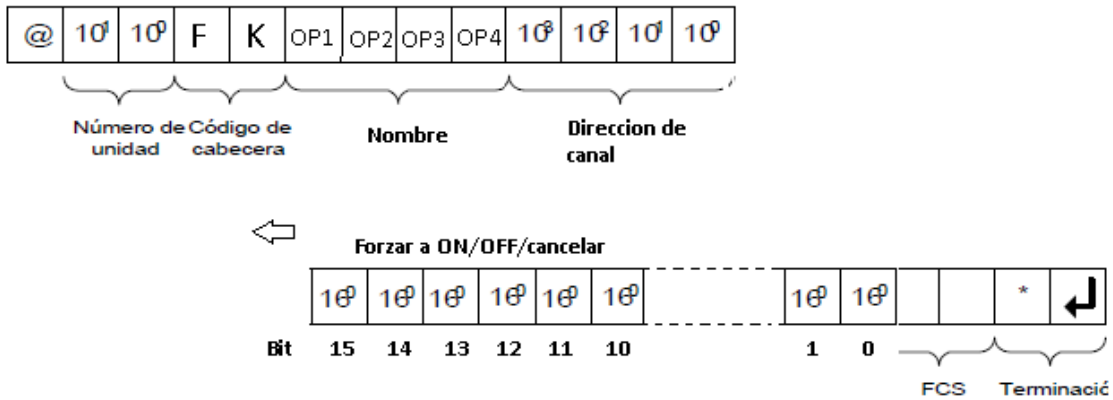 @ 10¹ 10⁰ F K OP1 OP2 OP3 OP4 10³ 10² 10¹ 10⁰
Número de unidad
Código de cabecera
Nombre
Direccion de canal
Forzar a ON/OFF/cancelar
16⁰ 16⁰ 16⁰ 16⁰ 16⁰ 16⁰ 16⁰ 16⁰ * ↵
Bit 15 14 13 12 11 10 1 0
FCS Terminació